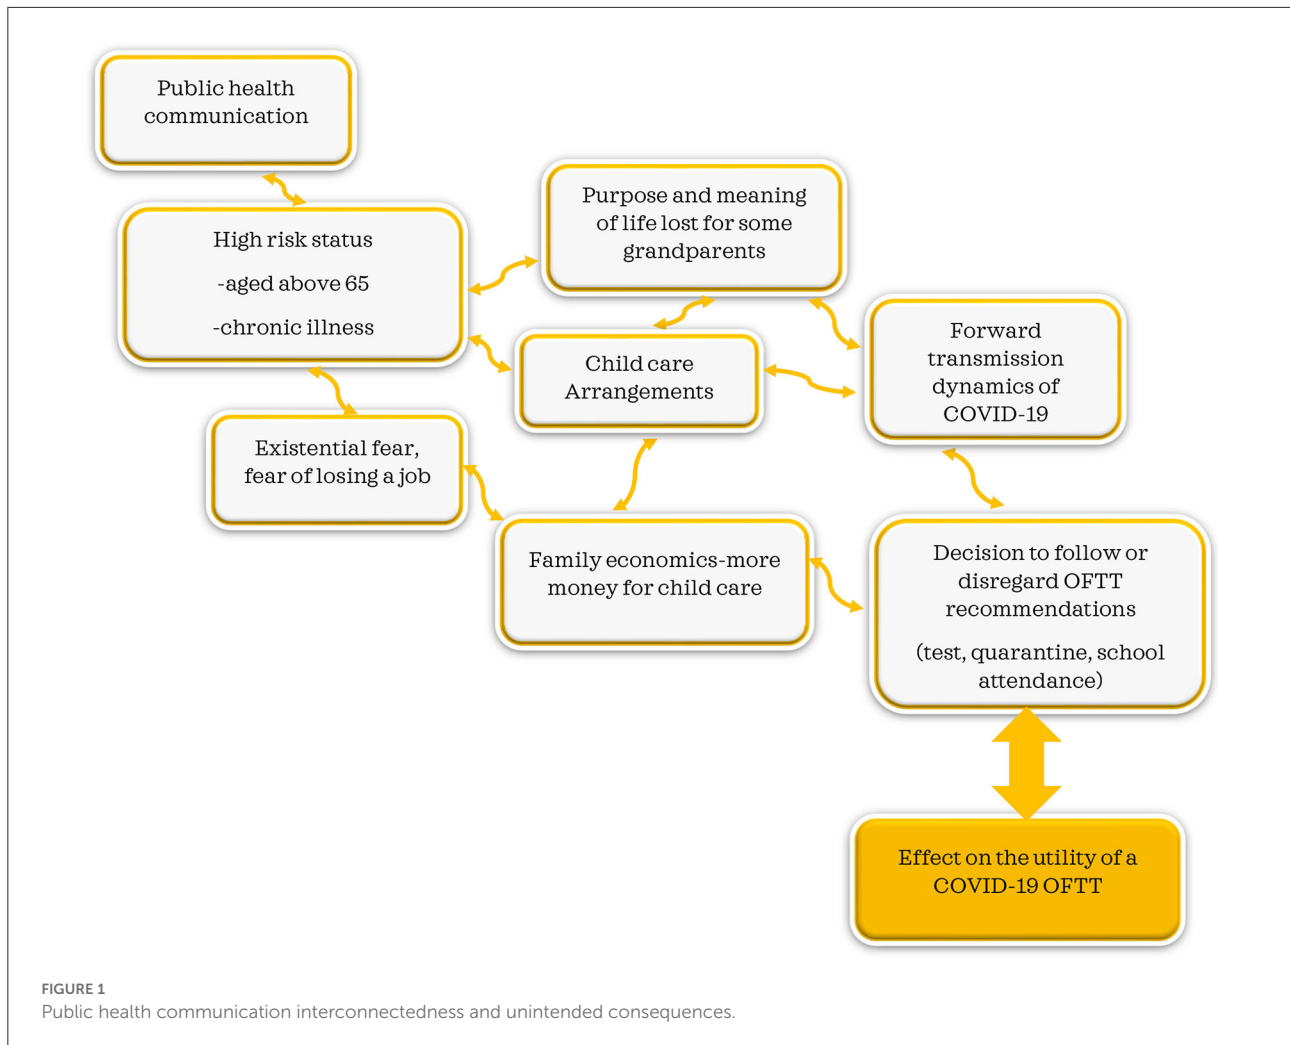 Public health
communication
High risk status
-aged above 65
-chronic illness
Purpose and meaning
of life lost for some
grandparents
Child care
Arrangements
Forward
transmission
dynamics of
COVID-19
Existential fear,
fear of losing a job
Family economics-more
money for child care
Decision to follow or
disregard OFTT
recommendations
(test, quarantine, school
attendance)
Effect on the utility of a
COVID-19 OFTT
FIGURE 1
Public health communication interconnectedness and unintended consequences.